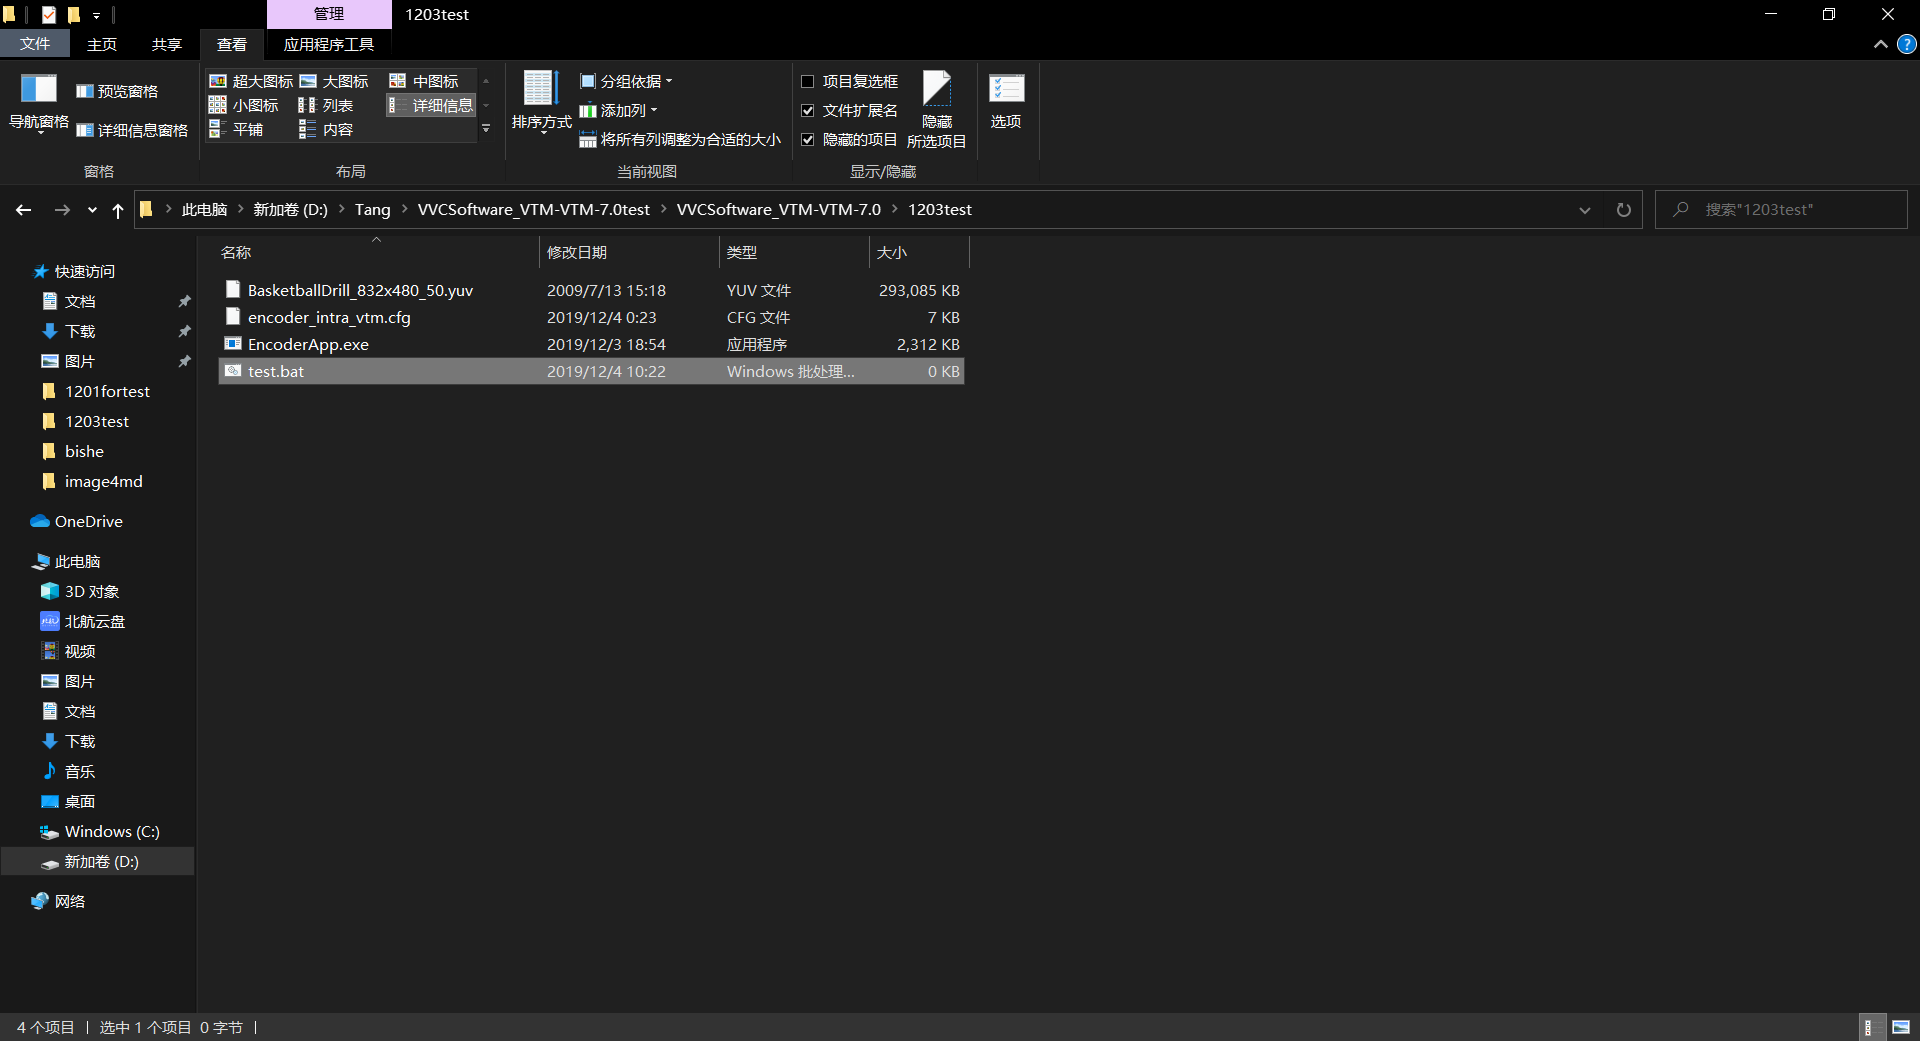 管理
1203test
文件
主页
共享
查看
应用程序工具
导航窗格
预览窗格
详细信息窗格
窗格
超大图标
大图标
中图标
小图标
列表
详细信息
平铺
内容
布局
排序方式
分组依据
添加列
将所有列调整为合适的大小
当前视图
项目复选框
文件扩展名
隐藏的项目
隐藏
所选项目
显示/隐藏
选项
此电脑 > 新加卷 (D:) > Tang > VVCSoftware_VTM-VTM-7.0test > VVCSoftware_VTM-VTM-7.0 > 1203test
搜索"1203test"
名称 修改日期 类型 大小
BasketballDrill_832x480_50.yuv 2009/7/13 15:18 YUV 文件 293,085 KB
encoder_intra_vtm.cfg 2019/12/4 0:23 CFG 文件 7 KB
EncoderApp.exe 2019/12/3 18:54 应用程序 2,312 KB
test.bat 2019/12/4 10:22 Windows 批处理... 0 KB
快速访问
文档
下载
图片
1201fortest
1203test
bishe
image4md
OneDrive
此电脑
3D 对象
北航云盘
视频
图片
文档
下载
音乐
桌面
Windows (C:)
新加卷 (D:)
网络
4 个项目 选中 1 个项目 0 字节